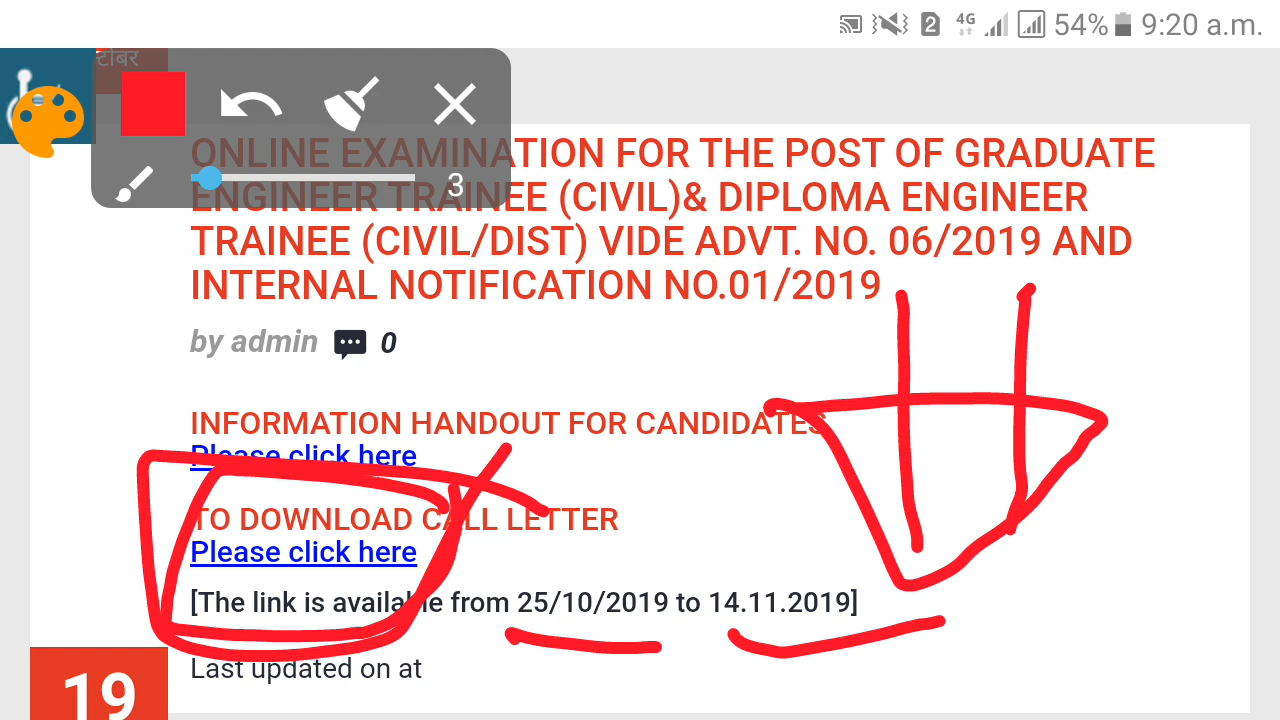 2 4G 54% 9:20 a.m.
टोबर
3
ONLINE EXAMINATION FOR THE POST OF GRADUATE
ENGINEER TRAINEE (CIVIL)& DIPLOMA ENGINEER
TRAINEE (CIVIL/DIST) VIDE ADVT. NO. 06/2019 AND
INTERNAL NOTIFICATION NO.01/2019
by admin 0
INFORMATION HANDOUT FOR CANDIDATES
Please click here
TO DOWNLOAD CALL LETTER
Please click here
[The link is available from 25/10/2019 to 14.11.2019]
Last updated on at
19